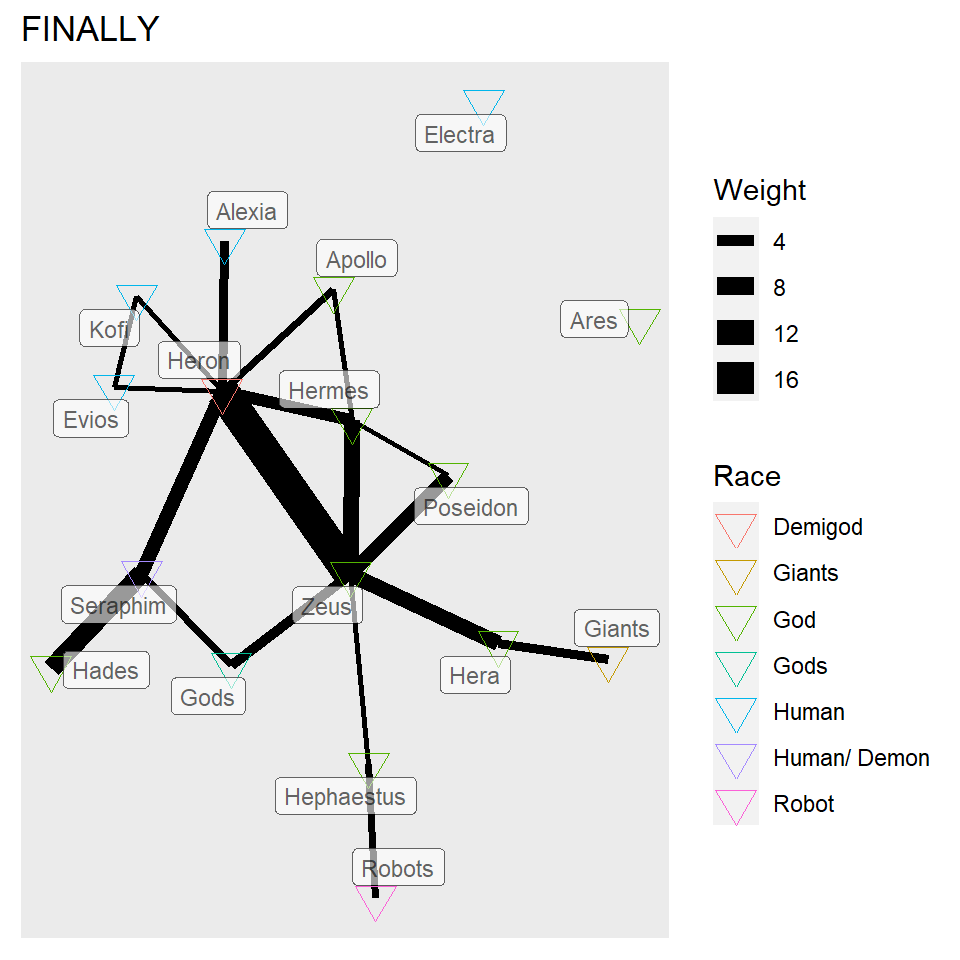 FINALLY
Electra
Alexia
Apollo
Ares
Kofi
Heron
Hermes
Evios
Poseidon
Seraphim
Zeus
Giants
Hades
Hera
Gods
Hephaestus
Robots
Weight
4
8
12
16
Race
Demigod
Giants
God
Gods
Human
Human/ Demon
Robot